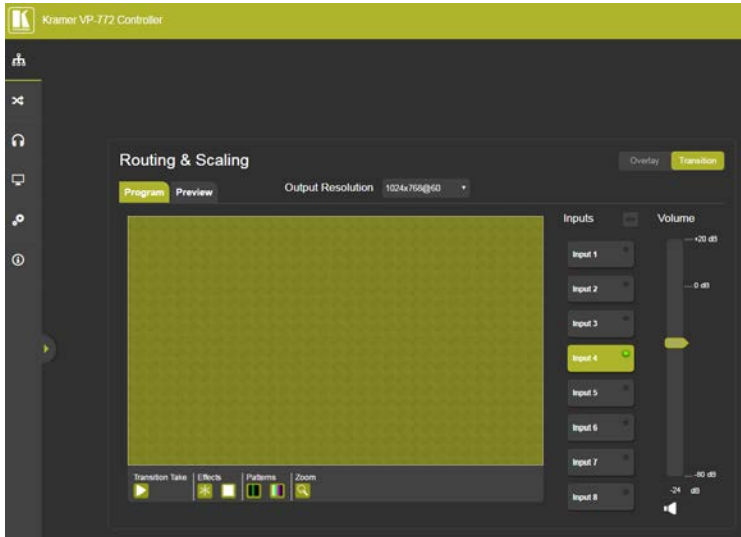 K
Kramer VP-772 Controller
Routing & Scaling
Overlay
Transition
Program
Preview
Output Resolution
1024x768@60
Inputs
Volume
+20 dB
Input 1
Input 2
0 dB
Input 3
Input 4
Input 5
Input 6
Input 7
-80 dB
Transition Take
Effects
Patterns
Zoom
Input 8
-24 dB